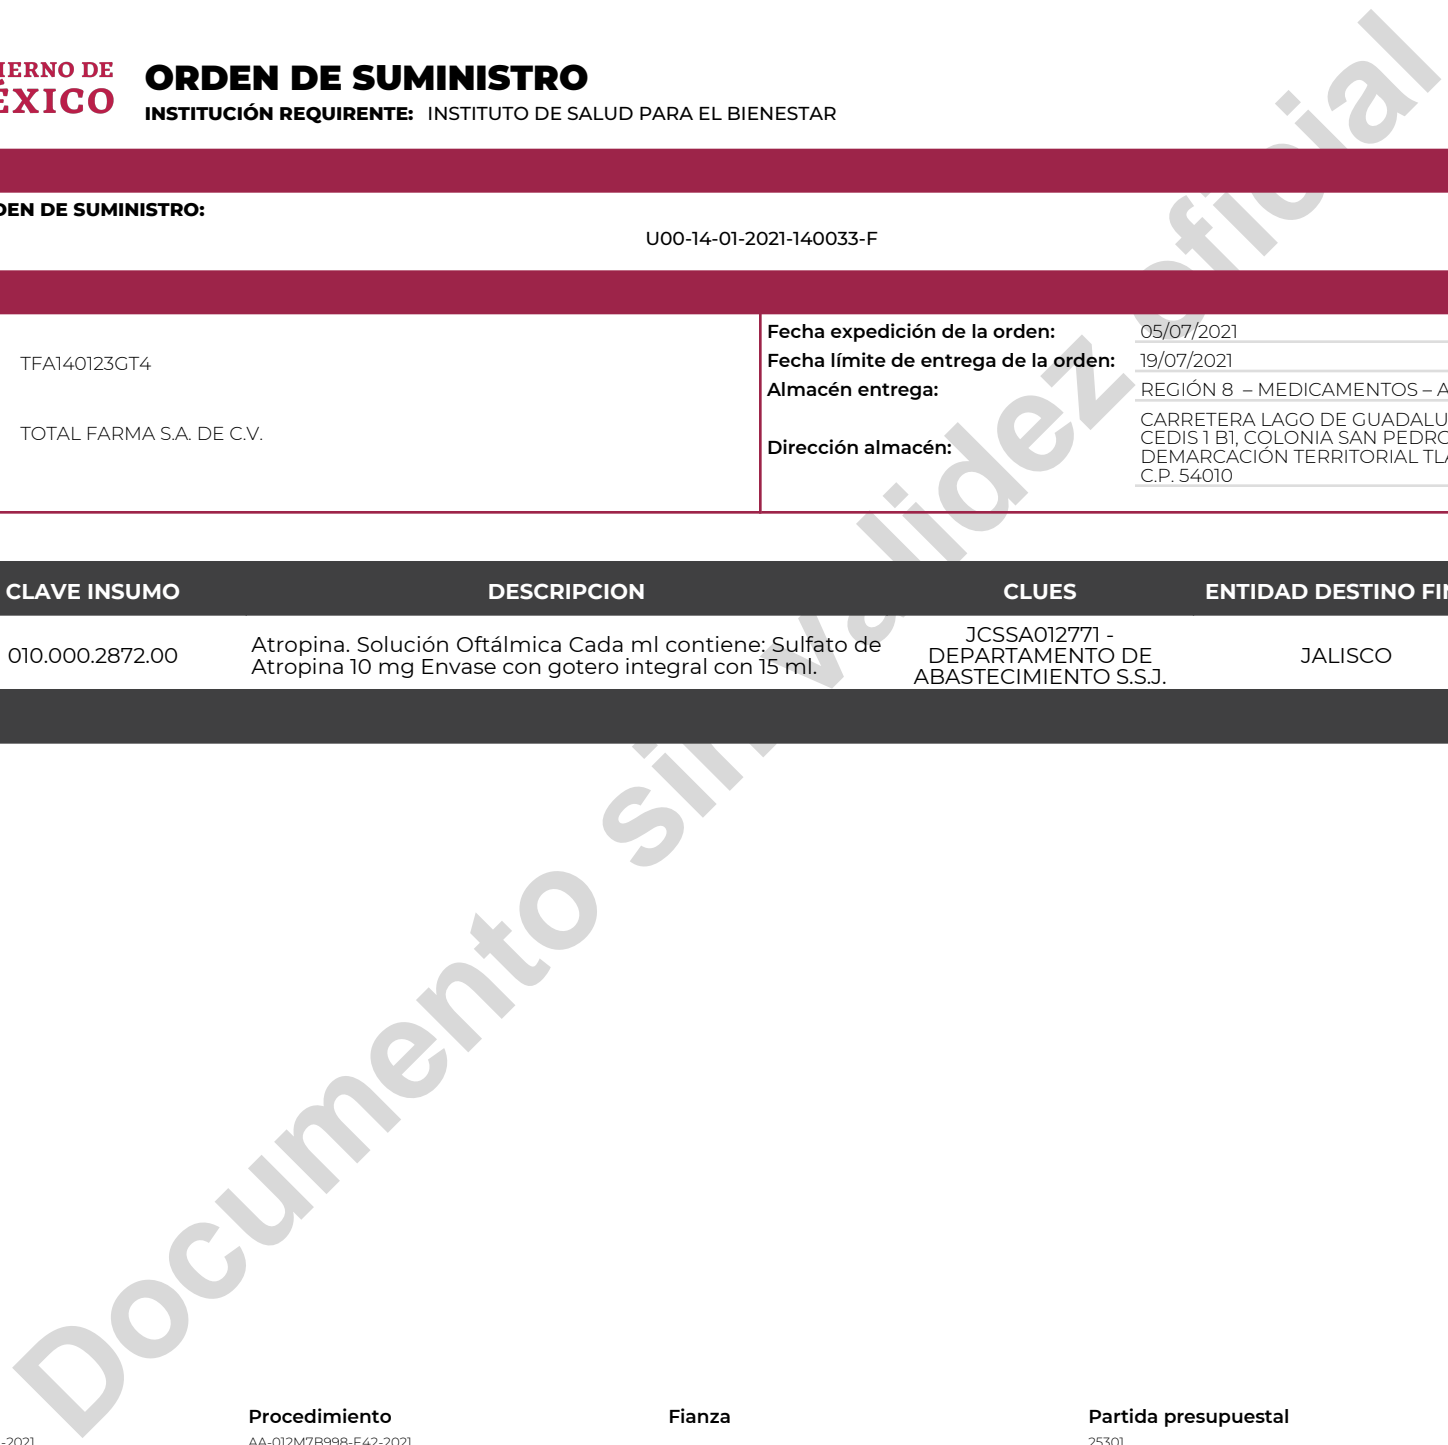 IERNO DE
ÉXICO
ORDEN DE SUMINISTRO
INSTITUCIÓN REQUIRENTE: INSTITUTO DE SALUD PARA EL BIENESTAR
DEN DE SUMINISTRO:
U00-14-01-2021-140033-F
TFA140123GT4
TOTAL FARMA S.A. DE C.V.
Fecha expedición de la orden: 05/07/2021
Fecha límite de entrega de la orden: 19/07/2021
Almacén entrega: REGIÓN 8 – MEDICAMENTOS – A
Dirección almacén:
CARRETERA LAGO DE GUADALU
CEDIS 1 B1, COLONIA SAN PEDRO
DEMARCACIÓN TERRITORIAL TLA
C.P. 54010
CLAVE INSUMO DESCRIPCION CLUES ENTIDAD DESTINO FIN
010.000.2872.00
Atropina. Solución Oftálmica Cada ml contiene: Sulfato de
Atropina 10 mg Envase con gotero integral con 15 ml.
JCSSA012771 -
DEPARTAMENTO DE
ABASTECIMIENTO S.S.J.
JALISCO
Documento sin validez oficial
Procedimiento Fianza Partida presupuestal
-2021 AA-012M7B998-E42-2021 25301